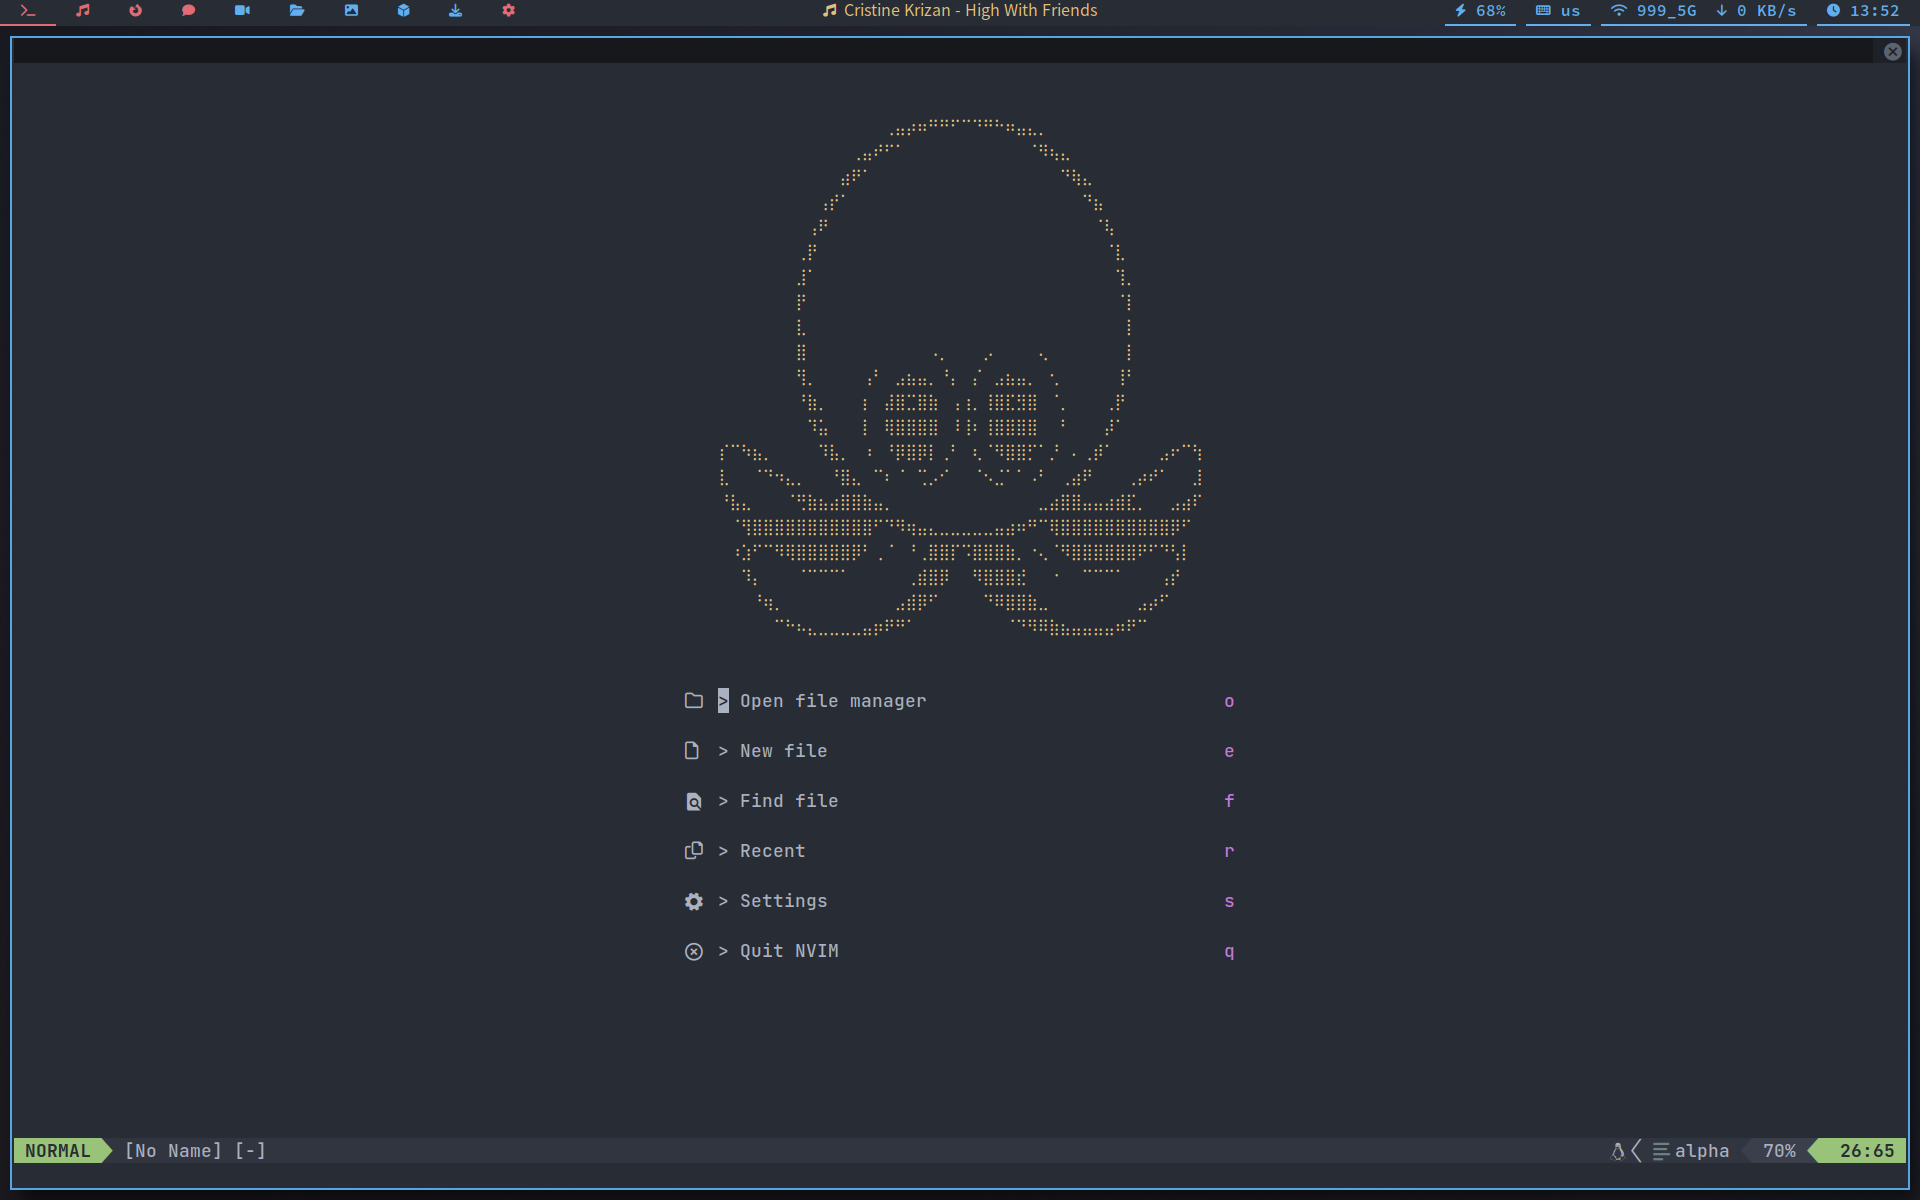 Cristine Krizan - High With Friends
68% us 999_5G 0 KB/s 13:52
> Open file manager o
> New file e
> Find file f
> Recent r
> Settings s
> Quit NVIM q
NORMAL [No Name] [-] alpha 70% 26:65